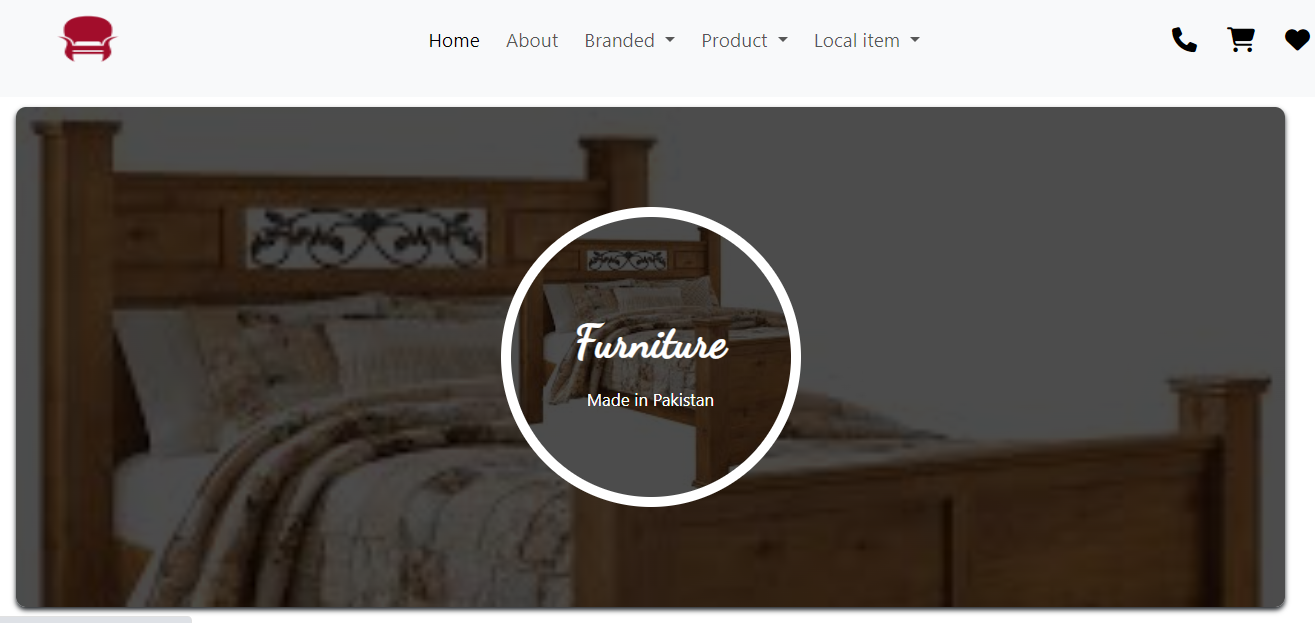 Home About Branded Product Local item
Furniture
Made in Pakistan